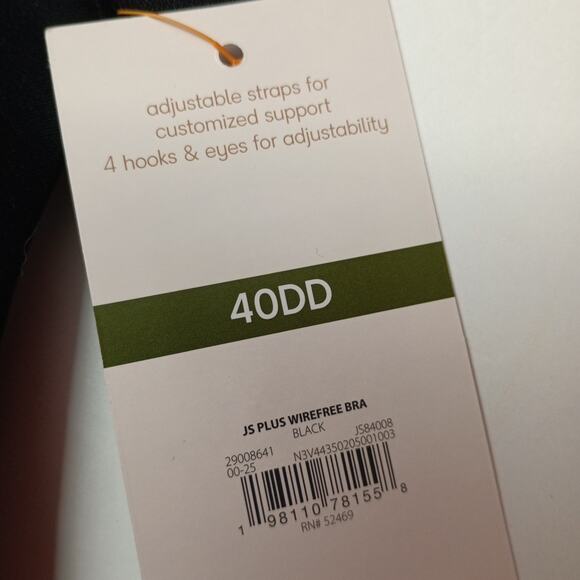 adjustable straps for
customized support
4 hooks & eyes for adjustability
40DD
JS PLUS WIREFREE BRA
BLACK
29008641 JS84008
00-25 N3V44350205001003
1 98110 78155 8
RN# 52469